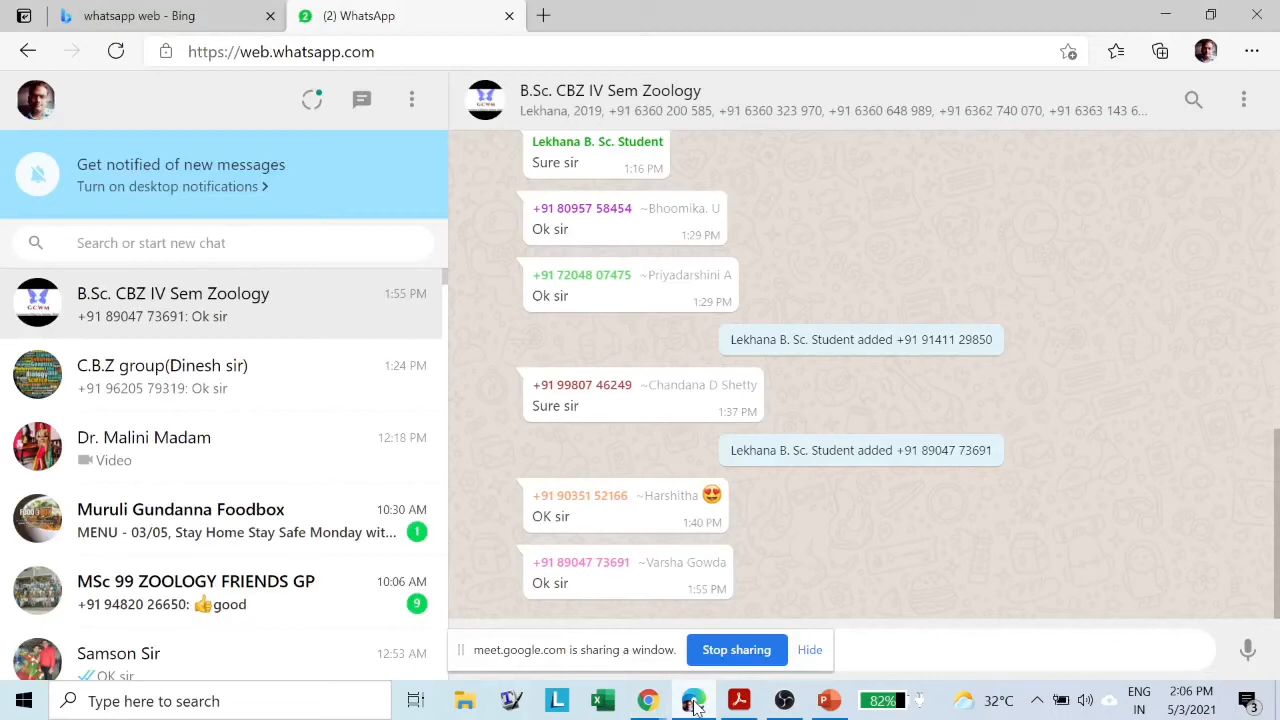 web whatsapp - Bing
2
(2) WhatsApp
https://web.whatsapp.com
Get notified of new messages
Turn on desktop notifications >
Search or start new chat
B.Sc. CBZ IV Sem Zoology 1:55 PM
+91 89047 73691: Ok sir
C.B.Z group(Dinesh sir) 1:24 PM
+91 96205 79319: Ok sir
Dr. Malini Madam 12:18 PM
Video
Muruli Gundanna Foodbox 10:30 AM
MENU - 03/05, Stay Home Stay Safe Monday wit... 1
MSc 99 ZOOLOGY FRIENDS GP 10:06 AM
+91 94820 26650: 👍good 9
Samson Sir 12:53 AM
OK sir
GCWM
B.Sc. CBZ IV Sem Zoology
Lekhana, 2019, +91 6360 200 585, +91 6360 323 970, +91 6360 648 989, +91 6362 740 070, +91 6363 143 6...
Lekhana B. Sc. Student
Sure sir
1:16 PM
+91 80957 58454 ~Bhoomika. U
Ok sir
1:29 PM
+91 72048 07475 ~Priyadarshini A
Ok sir
1:29 PM
Lekhana B. Sc. Student added +91 91411 29850
+91 99807 46249 ~Chandana D Shetty
Sure sir
1:37 PM
Lekhana B. Sc. Student added +91 89047 73691
+91 90351 52166 ~Harshitha 😍
OK sir
1:40 PM
+91 89047 73691 ~Varsha Gowda
Ok sir
1:55 PM
meet.google.com is sharing a window. Stop sharing Hide
Type here to search
82%
32°C
ENG
IN
2:06 PM
5/3/2021
3